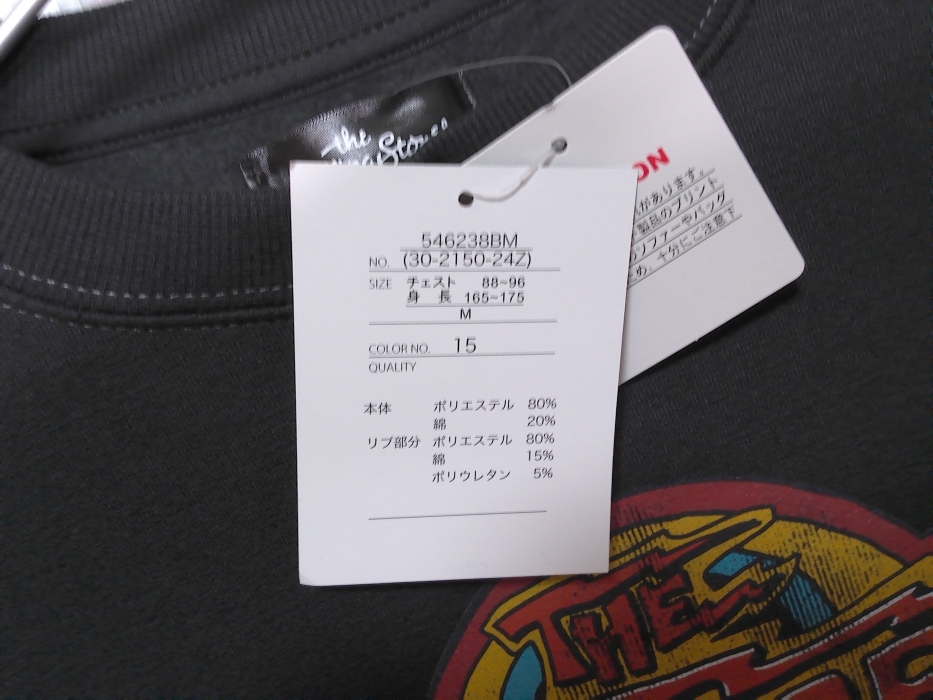 the
Stones
546238BM
NO. (30-2150-24Z)
SIZE チェスト 88~96
身 長 165~175
M
COLOR NO. 15
QUALITY
本体 ポリエステル 80%
綿 20%
リブ部分 ポリエステル 80%
綿 15%
ポリウレタン 5%
ON
があります。
製品のプリント
ソファーやバッグ
め、十分にご注意下
THE